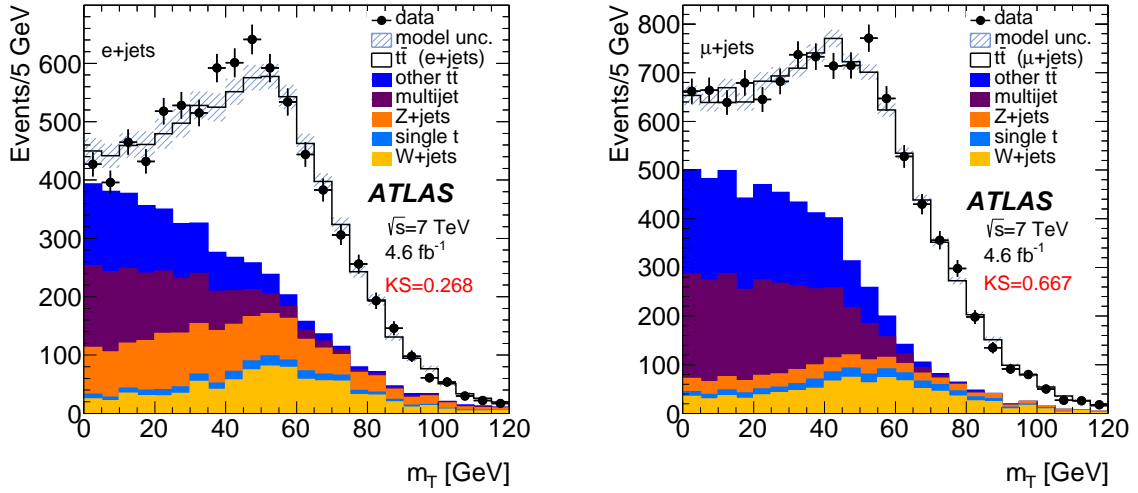 Events/5 GeV
600
500
400
300
200
100
0
e+jets
data
model unc.
tt̄ (e+jets)
other tt̄
multijet
Z+jets
single t
W+jets
ATLAS
√s=7 TeV
4.6 fb⁻¹
KS=0.268
0 20 40 60 80 100 120
m_T [GeV]
Events/5 GeV
800
700
600
500
400
300
200
100
0
μ+jets
data
model unc.
tt̄ (μ+jets)
other tt̄
multijet
Z+jets
single t
W+jets
ATLAS
√s=7 TeV
4.6 fb⁻¹
KS=0.667
0 20 40 60 80 100 120
m_T [GeV]